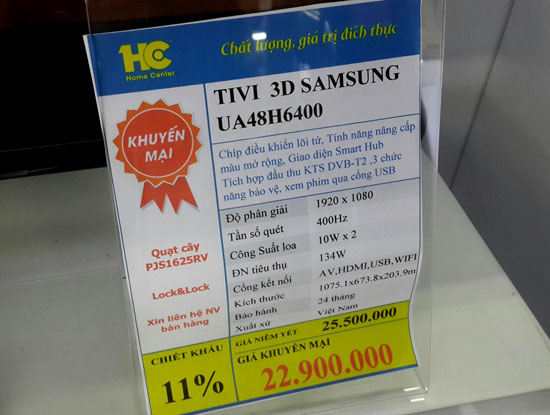 HC
Home Center
Chất lượng, giá trị đích thực
KHUYẾN
MẠI
Quạt cây
PJS1625RV
Lock&Lock
Xin liên hệ NV
bán hàng
TIVI 3D SAMSUNG
UA48H6400
Chíp điều khiển lõi tứ, Tính năng nâng cấp
màu mở rộng, Giao diện Smart Hub
Tích hợp đầu thu KTS DVB-T2 ,3 chức
năng bảo vệ, xem phim qua cổng USB
Độ phân giải 1920 x 1080
Tần số quét 400Hz
Công Suất loa 10W x 2
ĐN tiêu thụ 134W
Cổng kết nối AV,HDMI,USB,WIFI
Kích thước 1075.1x673.8x203.9m
Bảo hành 24 tháng
Xuất xứ Việt Nam
GIÁ NIÊM YẾT 25.500.000
CHIẾT KHẤU
11%
GIÁ KHUYẾN MẠI
22.900.000